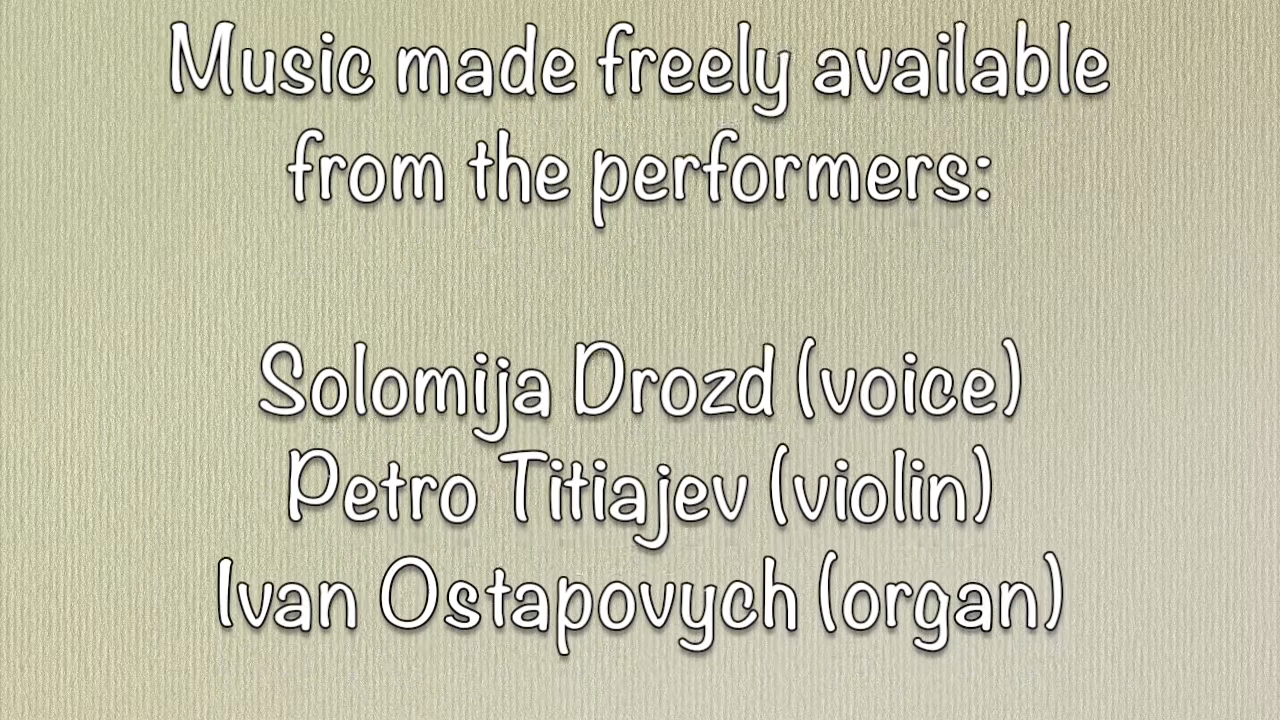 Music made freely available
from the performers:
Solomija Drozd (voice)
Petro Titiajev (violin)
Ivan Ostapovych (organ)